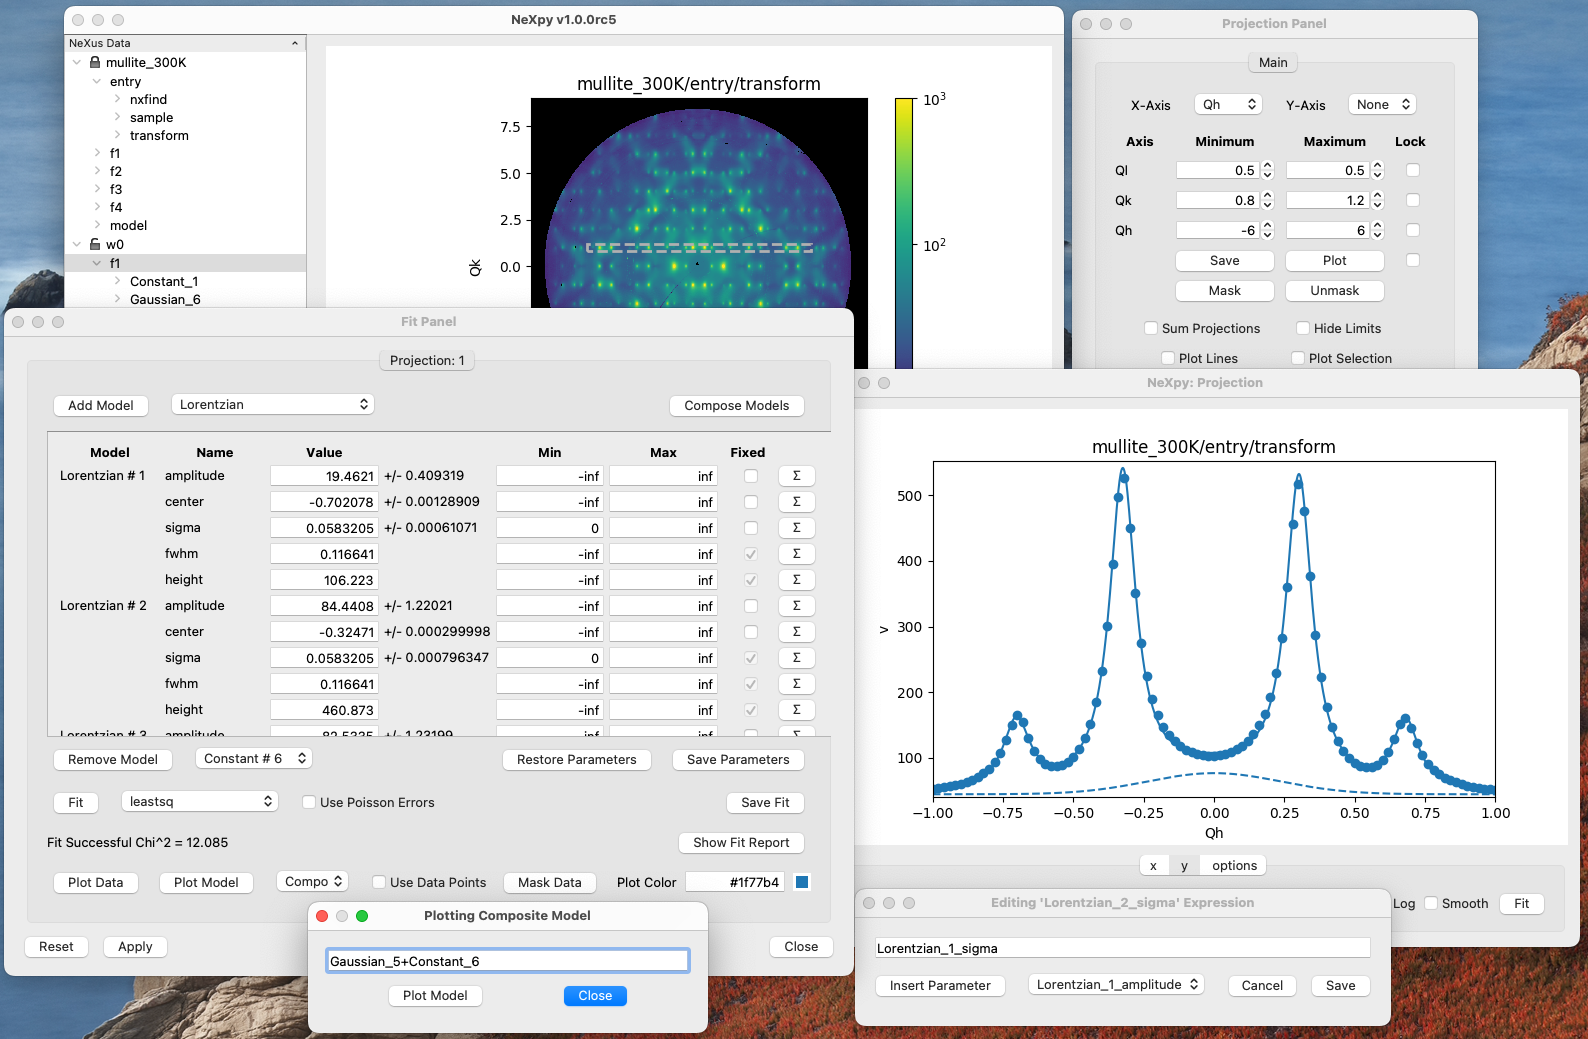 NeXpy v1.0.0rc5
NeXus Data
mullite_300K
entry
nxfind
sample
transform
f1
f2
f3
f4
model
w0
f1
Constant_1
Gaussian_6
mullite_300K/entry/transform
7.5
5.0
2.5
0.0
Qk
10³
10²
Projection Panel
Main
X-Axis Qh Y-Axis None
Axis Minimum Maximum Lock
Ql 0.5 0.5
Qk 0.8 1.2
Qh -6 6
Save Plot
Mask Unmask
Sum Projections Hide Limits
Plot Lines Plot Selection
Fit Panel
Projection: 1
Add Model Lorentzian Compose Models
Model Name Value Min Max Fixed
Lorentzian # 1 amplitude 19.4621 +/- 0.409319 -inf inf Σ
center -0.702078 +/- 0.00128909 -inf inf Σ
sigma 0.0583205 +/- 0.00061071 0 inf Σ
fwhm 0.116641 -inf inf Σ
height 106.223 -inf inf Σ
Lorentzian # 2 amplitude 84.4408 +/- 1.22021 -inf inf Σ
center -0.32471 +/- 0.000299998 -inf inf Σ
sigma 0.0583205 +/- 0.000796347 0 inf Σ
fwhm 0.116641 -inf inf Σ
height 460.873 -inf inf Σ
Lorentzian # 3 amplitude 82.5335 +/- 1.23199 -inf inf
Remove Model Constant # 6 Restore Parameters Save Parameters
Fit leastsq Use Poisson Errors Save Fit
Fit Successful Chi^2 = 12.085 Show Fit Report
Plot Data Plot Model Compo Use Data Points Mask Data Plot Color #1f77b4
Reset Apply Close
NeXpy: Projection
mullite_300K/entry/transform
500
400
300
200
100
v
−1.00 −0.75 −0.50 −0.25 0.00 0.25 0.50 0.75 1.00
Qh
x y options
Log Smooth Fit
Plotting Composite Model
Gaussian_5+Constant_6
Plot Model Close
Editing 'Lorentzian_2_sigma' Expression
Lorentzian_1_sigma
Insert Parameter Lorentzian_1_amplitude Cancel Save